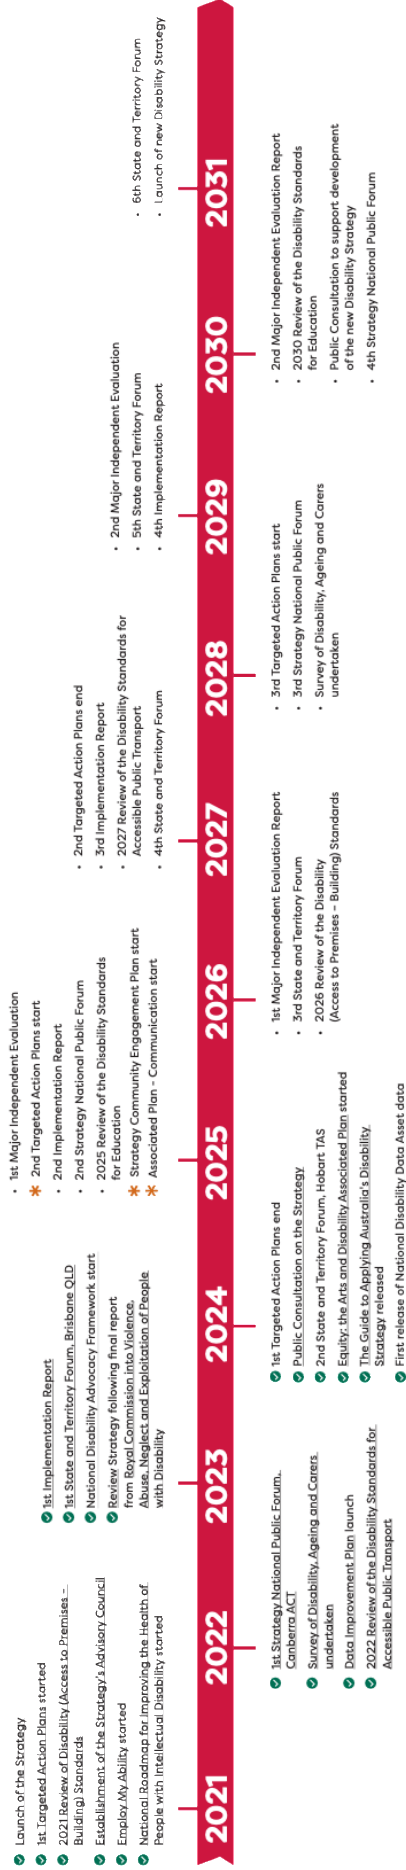 2021
Launch of the Strategy
1st Targeted Action Plans started
2021 Review of Disability (Access to Premises –
Building) Standards
Establishment of the Strategy's Advisory Council
Employ My Ability started
National Roadmap for Improving the Health of
People with Intellectual Disability started
2022
1st Strategy National Public Forum,
Canberra ACT
Survey of Disability, Ageing and Carers
undertaken
Data Improvement Plan launch
2022 Review of the Disability Standards for
Accessible Public Transport
2023
1st Implementation Report
1st State and Territory Forum, Brisbane QLD
National Disability Advocacy Framework start
Review Strategy following final report
from Royal Commission into Violence,
Abuse, Neglect and Exploitation of People
with Disability
2024
1st Targeted Action Plans end
Public Consultation on the Strategy
2nd State and Territory Forum, Hobart TAS
Equity: the Arts and Disability Associated Plan started
The Guide to Applying Australia's Disability
Strategy released
First release of National Disability Data Asset data
2025
• 1st Major Independent Evaluation
2nd Targeted Action Plans start
• 2nd Implementation Report
• 2nd Strategy National Public Forum
• 2025 Review of the Disability Standards
for Education
Strategy Community Engagement Plan start
Associated Plan – Communication start
2026
• 1st Major Independent Evaluation Report
• 3rd State and Territory Forum
• 2026 Review of the Disability
(Access to Premises – Building) Standards
2027
• 2nd Targeted Action Plans end
• 3rd Implementation Report
• 2027 Review of the Disability Standards for
Accessible Public Transport
• 4th State and Territory Forum
2028
• 3rd Targeted Action Plans start
• 3rd Strategy National Public Forum
• Survey of Disability, Ageing and Carers
undertaken
2029
• 2nd Major Independent Evaluation
• 5th State and Territory Forum
• 4th Implementation Report
2030
• 2nd Major Independent Evaluation Report
• 2030 Review of the Disability Standards
for Education
• Public Consultation to support development
of the new Disability Strategy
• 4th Strategy National Public Forum
2031
• 6th State and Territory Forum
• Launch of new Disability Strategy